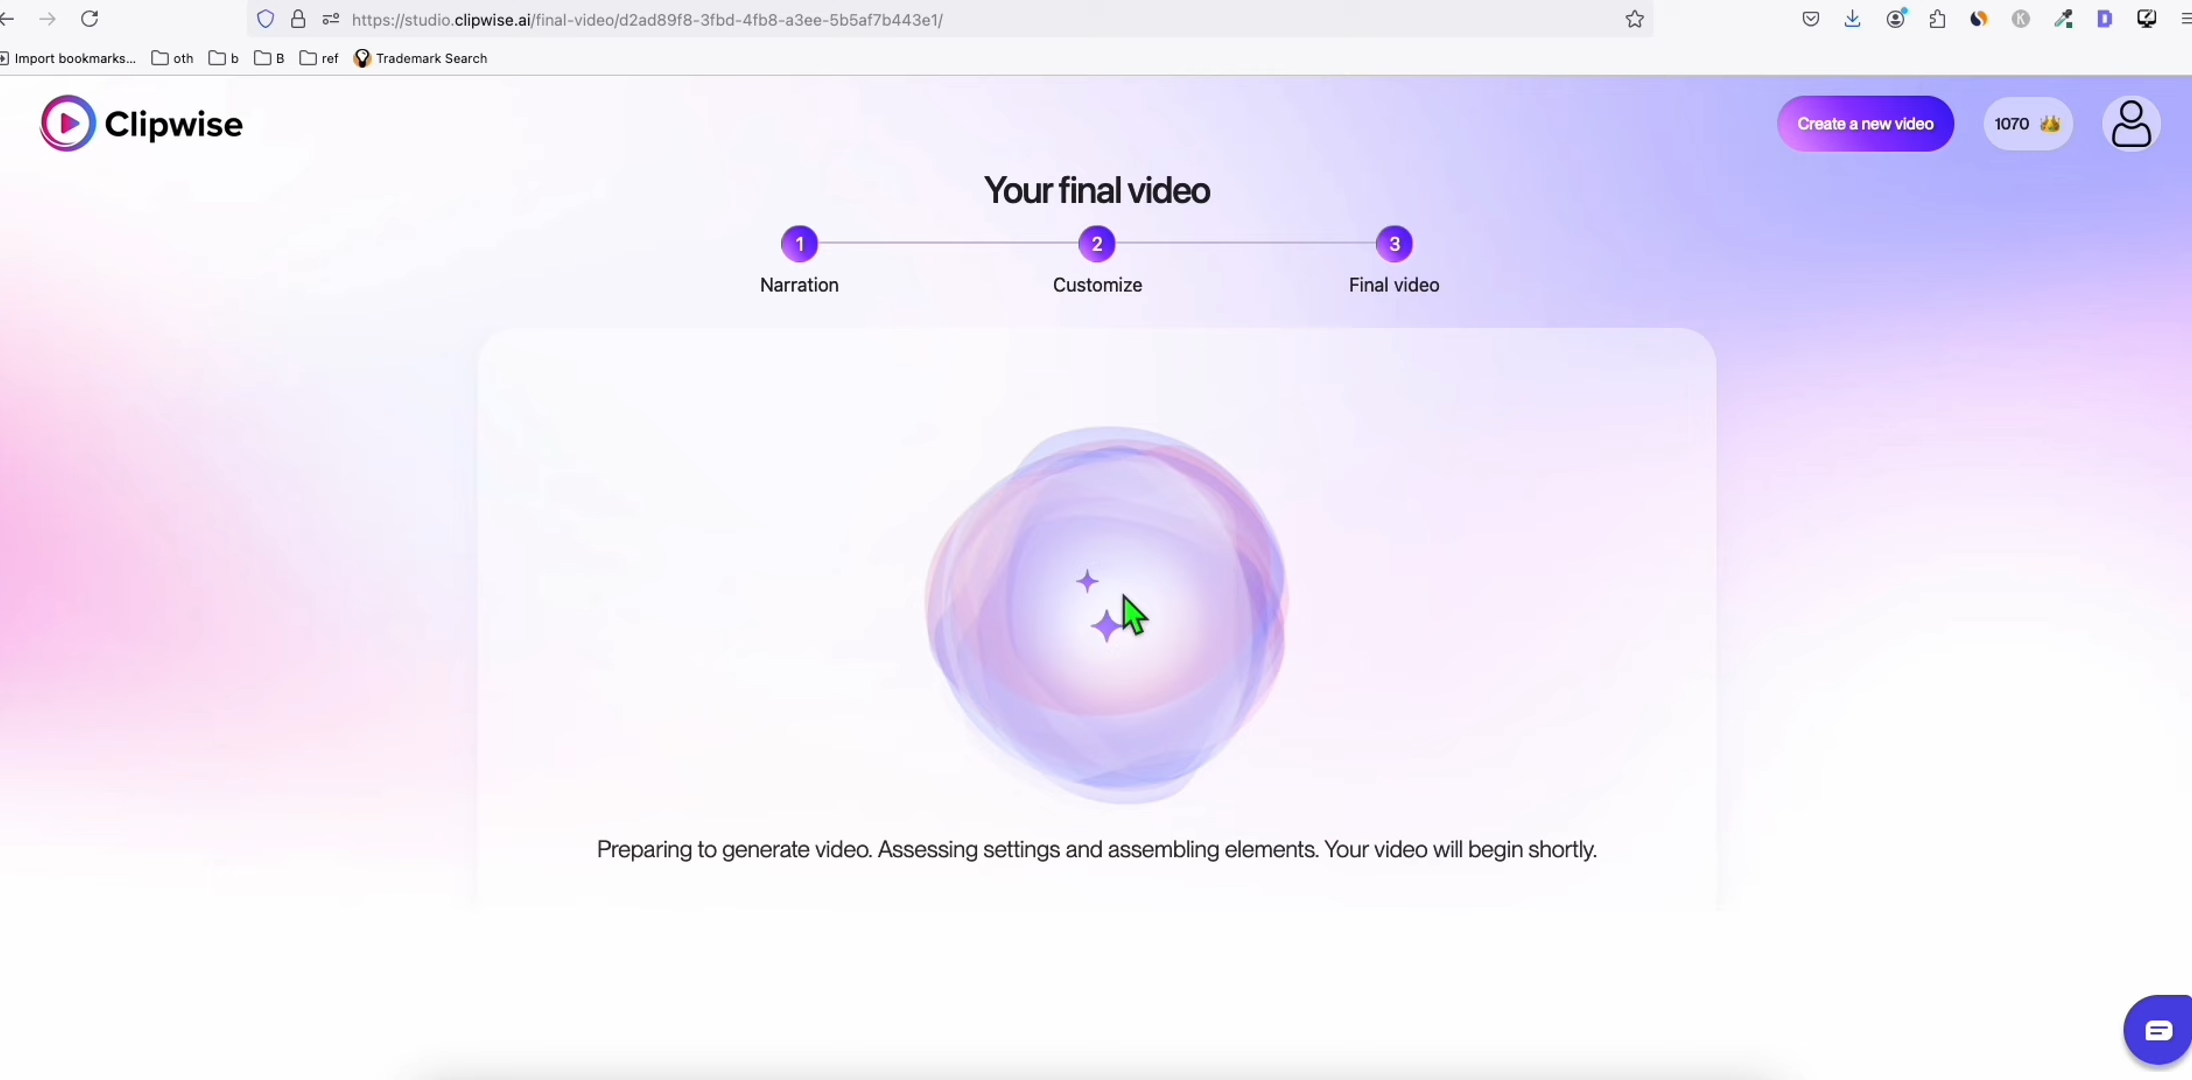 https://studio.clipwise.ai/final-video/d2ad89f8-3fbd-4fb8-a3ee-5b5af7b443e1/
K
D
Import bookmarks... oth b B ref Trademark Search
Clipwise
Create a new video
1070
Your final video
1 2 3
Narration Customize Final video
Preparing to generate video. Assessing settings and assembling elements. Your video will begin shortly.